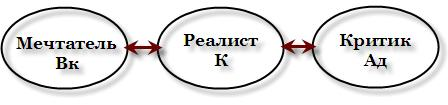 Мечтатель
Вк
Реалист
К
Критик
Ад